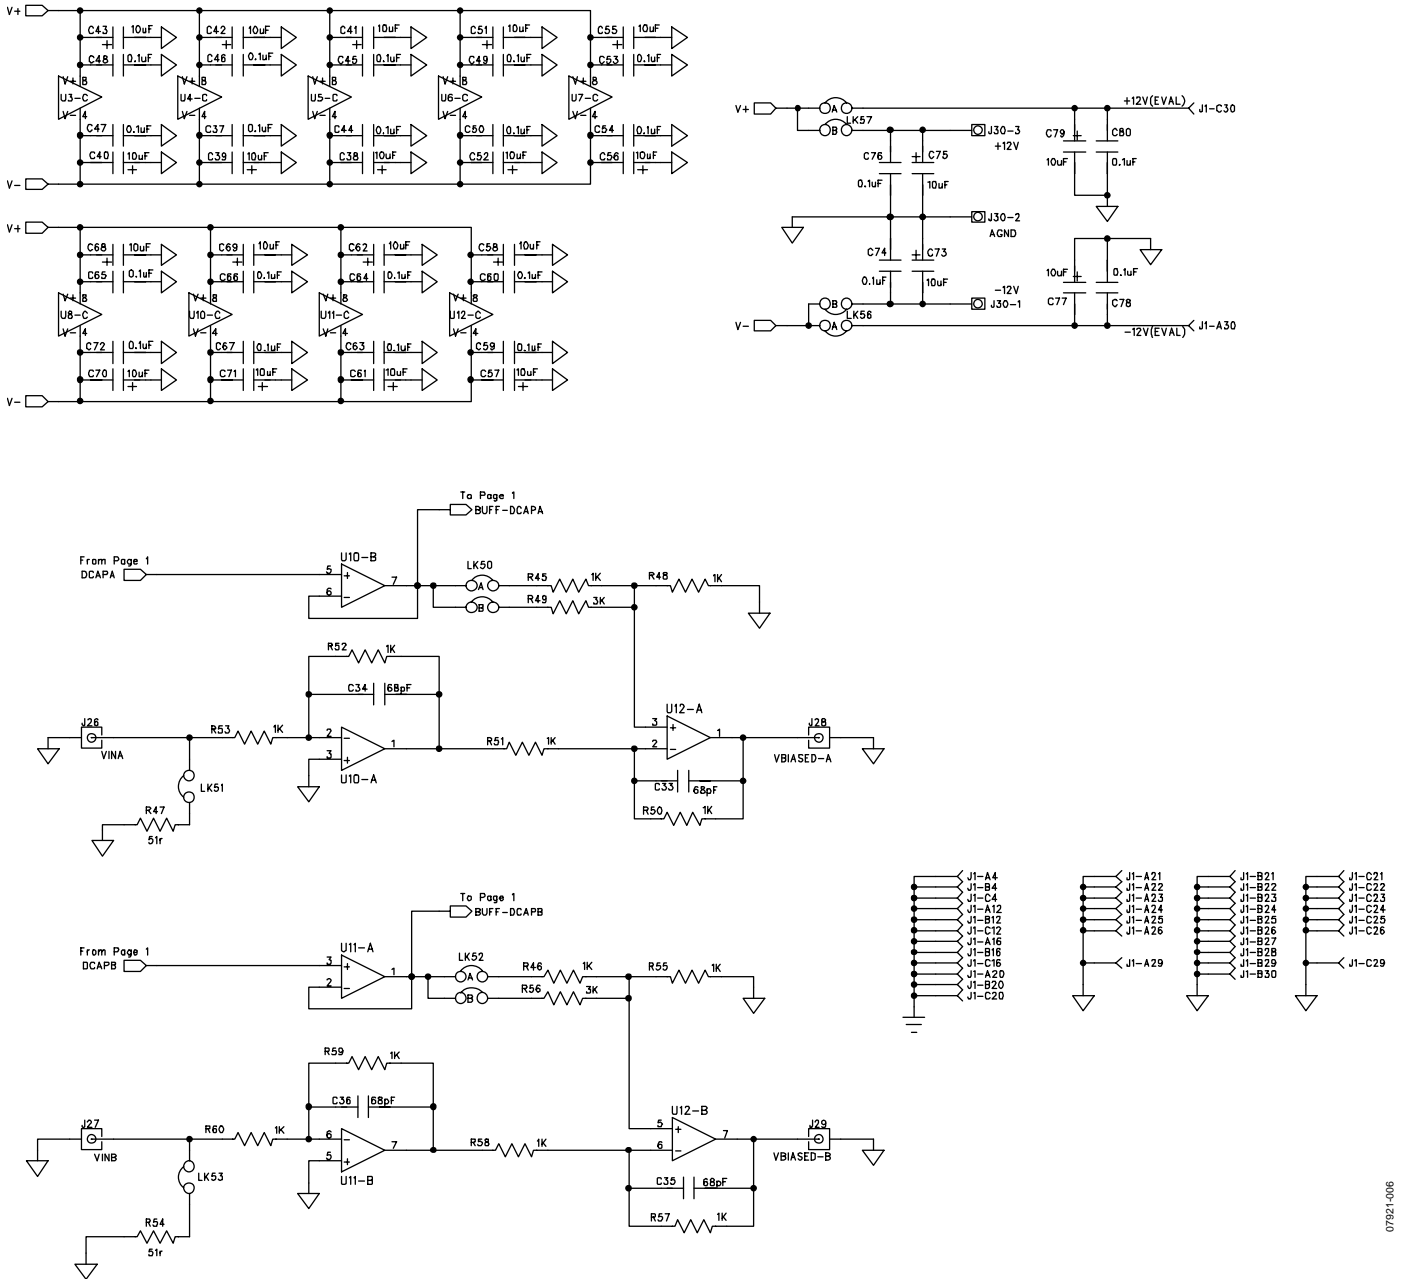 V+ C43 10uF C42 10uF C41 10uF C51 10uF C55 10uF
+ + + + +
C48 0.1uF C46 0.1uF C45 0.1uF C49 0.1uF C53 0.1uF
V+ 8 V+ 8 V+ 8 V+ 8 V+ 8
U3-C U4-C U5-C U6-C U7-C
V- 4 V- 4 V- 4 V- 4 V- 4
C47 0.1uF C37 0.1uF C44 0.1uF C50 0.1uF C54 0.1uF
C40 10uF C39 10uF C38 10uF C52 10uF C56 10uF
+ + + + +
V-
V+
C68 10uF C69 10uF C62 10uF C58 10uF
+ + + +
C65 0.1uF C66 0.1uF C64 0.1uF C60 0.1uF
V+ 8 V+ 8 V+ 8 V+ 8
U8-C U10-C U11-C U12-C
V- 4 V- 4 V- 4 V- 4
C72 0.1uF C67 0.1uF C63 0.1uF C59 0.1uF
C70 10uF C71 10uF C61 10uF C57 10uF
+ + + +
V-
V+ A +12V(EVAL) J1-C30
B LK57
J30-3
+12V
C79 + C80
10uF 0.1uF
C76 + C75
0.1uF 10uF
J30-2
AGND
C74 + C73
0.1uF 10uF
10uF + 0.1uF
C77 C78
-12V
B J30-1
LK56
V- A -12V(EVAL) J1-A30
To Page 1
BUFF-DCAPA
From Page 1
DCAPA
U10-B
5 + 7
6 -
LK50
A R45 1K R48 1K
B R49 3K
R52 1K
C34 68pF
J26
VINA
R53 1K
2 - 1
3 +
U10-A
R51 1K
U12-A
3 + 1
2 -
J28
VBIASED-A
C33 68pF
R50 1K
LK51
R47
51r
To Page 1
BUFF-DCAPB
From Page 1
DCAPB
U11-A
3 + 1
2 -
LK52
A R46 1K R55 1K
B R56 3K
R59 1K
C36 68pF
J27
VINB
R60 1K
6 - 7
5 +
U11-B
R58 1K
U12-B
5 + 7
6 -
J29
VBIASED-B
C35 68pF
R57 1K
LK53
R54
51r
J1-A4
J1-B4
J1-C4
J1-A12
J1-B12
J1-C12
J1-A16
J1-B16
J1-C16
J1-A20
J1-B20
J1-C20
J1-A21
J1-A22
J1-A23
J1-A24
J1-A25
J1-A26
J1-A29
J1-B21
J1-B22
J1-B23
J1-B24
J1-B25
J1-B26
J1-B27
J1-B28
J1-B29
J1-B30
J1-C21
J1-C22
J1-C23
J1-C24
J1-C25
J1-C26
J1-C29
07921-006